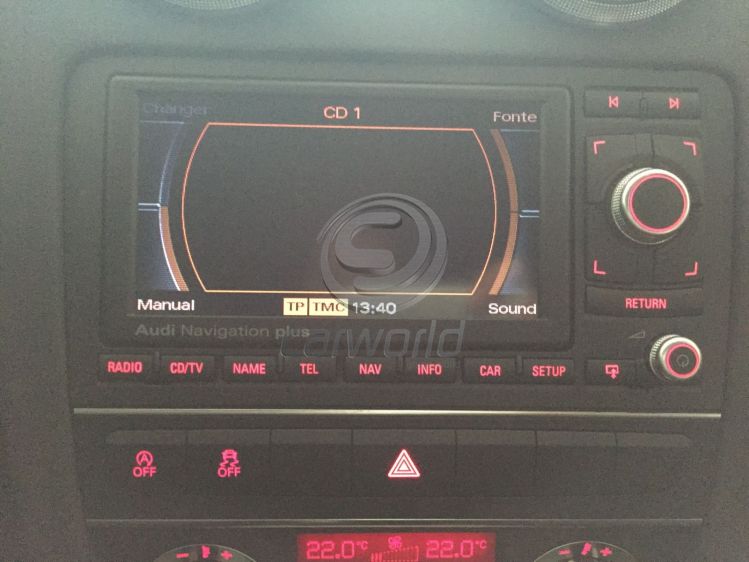 Changer
CD 1
Fonte
Manual
TP TMC 13:40
Sound
Audi Navigation plus
carworld
RETURN
RADIO CD/TV NAME TEL NAV INFO CAR SETUP
OFF OFF
22.0°C 22.0°C
- + - +